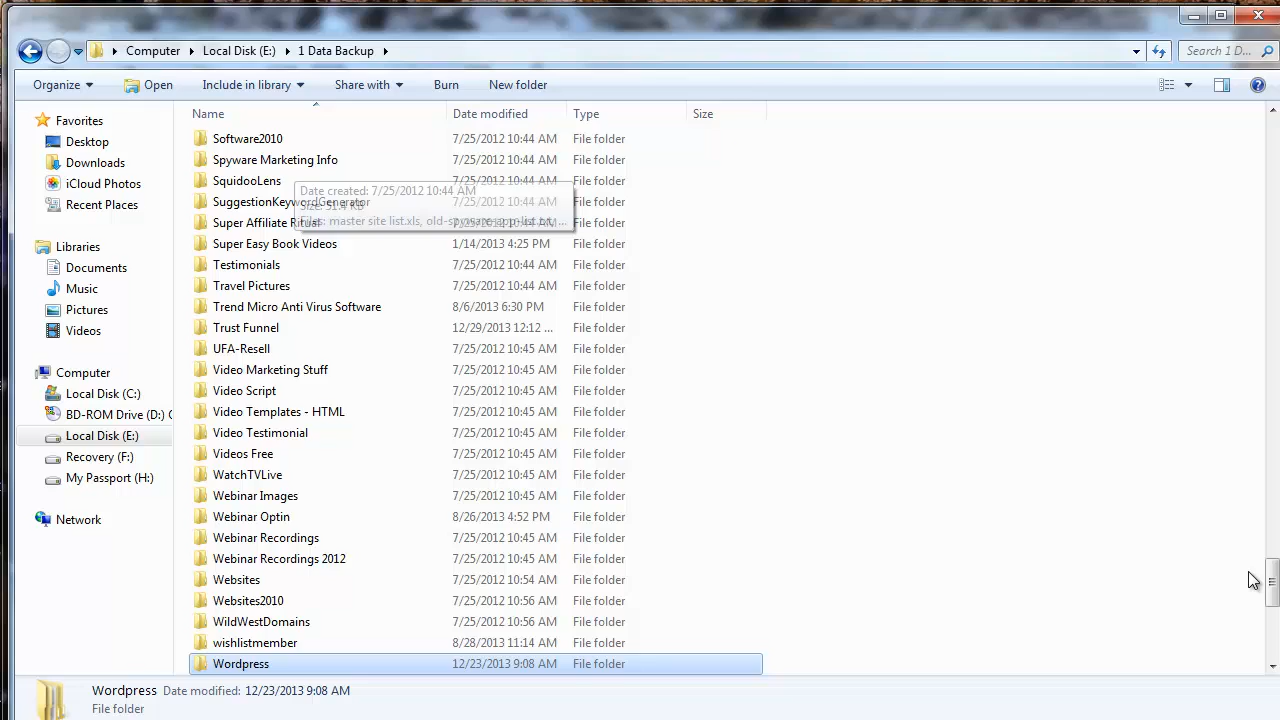 Computer Local Disk (E:) 1 Data Backup Search 1 D...
Organize Open Include in library Share with Burn New folder
Favorites
Desktop
Downloads
iCloud Photos
Recent Places
Libraries
Documents
Music
Pictures
Videos
Computer
Local Disk (C:)
BD-ROM Drive (D:) C
Local Disk (E:)
Recovery (F:)
My Passport (H:)
Network
Name Date modified Type Size
Software2010 7/25/2012 10:44 AM File folder
Spyware Marketing Info 7/25/2012 10:44 AM File folder
SquidooLens 7/25/2012 10:44 AM File folder
Date created: 7/25/2012 10:44 AM
SuggestionKeywordGenerator 7/25/2012 10:44 AM File folder
Size: 51.4 KB
Super Affiliate Ritual 7/25/2012 10:44 AM File folder
Files: master site list.xls, old-spyware-app-list.txt, ...
Super Easy Book Videos 1/14/2013 4:25 PM File folder
Testimonials 7/25/2012 10:44 AM File folder
Travel Pictures 7/25/2012 10:44 AM File folder
Trend Micro Anti Virus Software 8/6/2013 6:30 PM File folder
Trust Funnel 12/29/2013 12:12 ... File folder
UFA-Resell 7/25/2012 10:45 AM File folder
Video Marketing Stuff 7/25/2012 10:45 AM File folder
Video Script 7/25/2012 10:45 AM File folder
Video Templates - HTML 7/25/2012 10:45 AM File folder
Video Testimonial 7/25/2012 10:45 AM File folder
Videos Free 7/25/2012 10:45 AM File folder
WatchTVLive 7/25/2012 10:45 AM File folder
Webinar Images 7/25/2012 10:45 AM File folder
Webinar Optin 8/26/2013 4:52 PM File folder
Webinar Recordings 7/25/2012 10:45 AM File folder
Webinar Recordings 2012 7/25/2012 10:45 AM File folder
Websites 7/25/2012 10:54 AM File folder
Websites2010 7/25/2012 10:56 AM File folder
WildWestDomains 7/25/2012 10:56 AM File folder
wishlistmember 8/28/2013 11:14 AM File folder
Wordpress 12/23/2013 9:08 AM File folder
Wordpress Date modified: 12/23/2013 9:08 AM
File folder